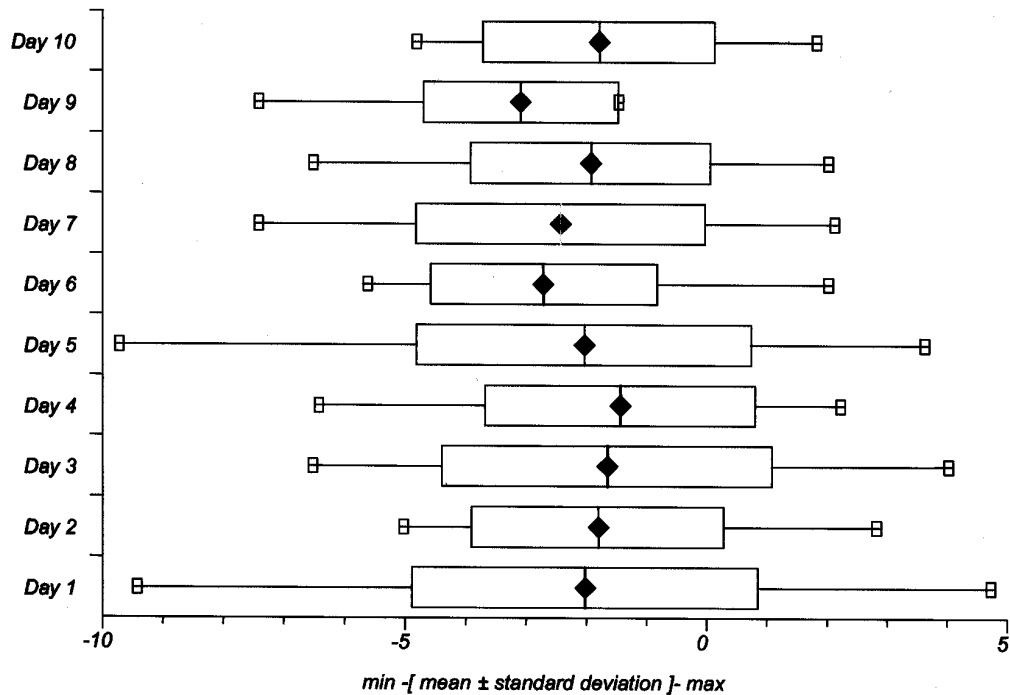 Day 10
Day 9
Day 8
Day 7
Day 6
Day 5
Day 4
Day 3
Day 2
Day 1
-10 -5 0 5
min -[ mean ± standard deviation ]- max